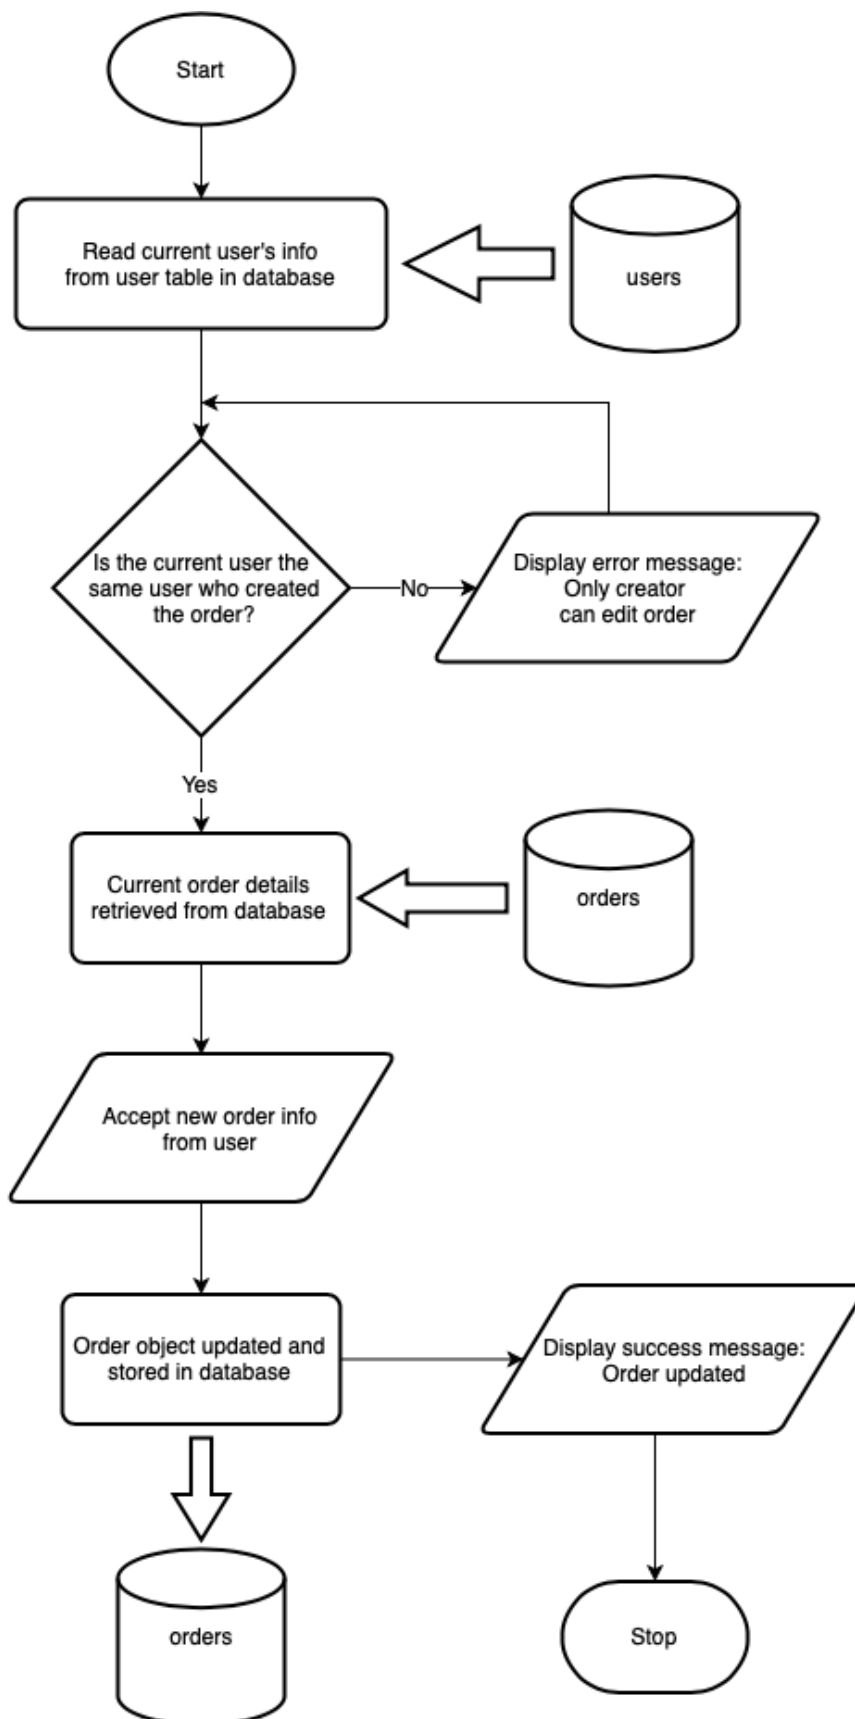 Start
Read current user's info
from user table in database
users
Is the current user the
same user who created
the order?
No
Display error message:
Only creator
can edit order
Yes
Current order details
retrieved from database
orders
Accept new order info
from user
Order object updated and
stored in database
Display success message:
Order updated
orders
Stop